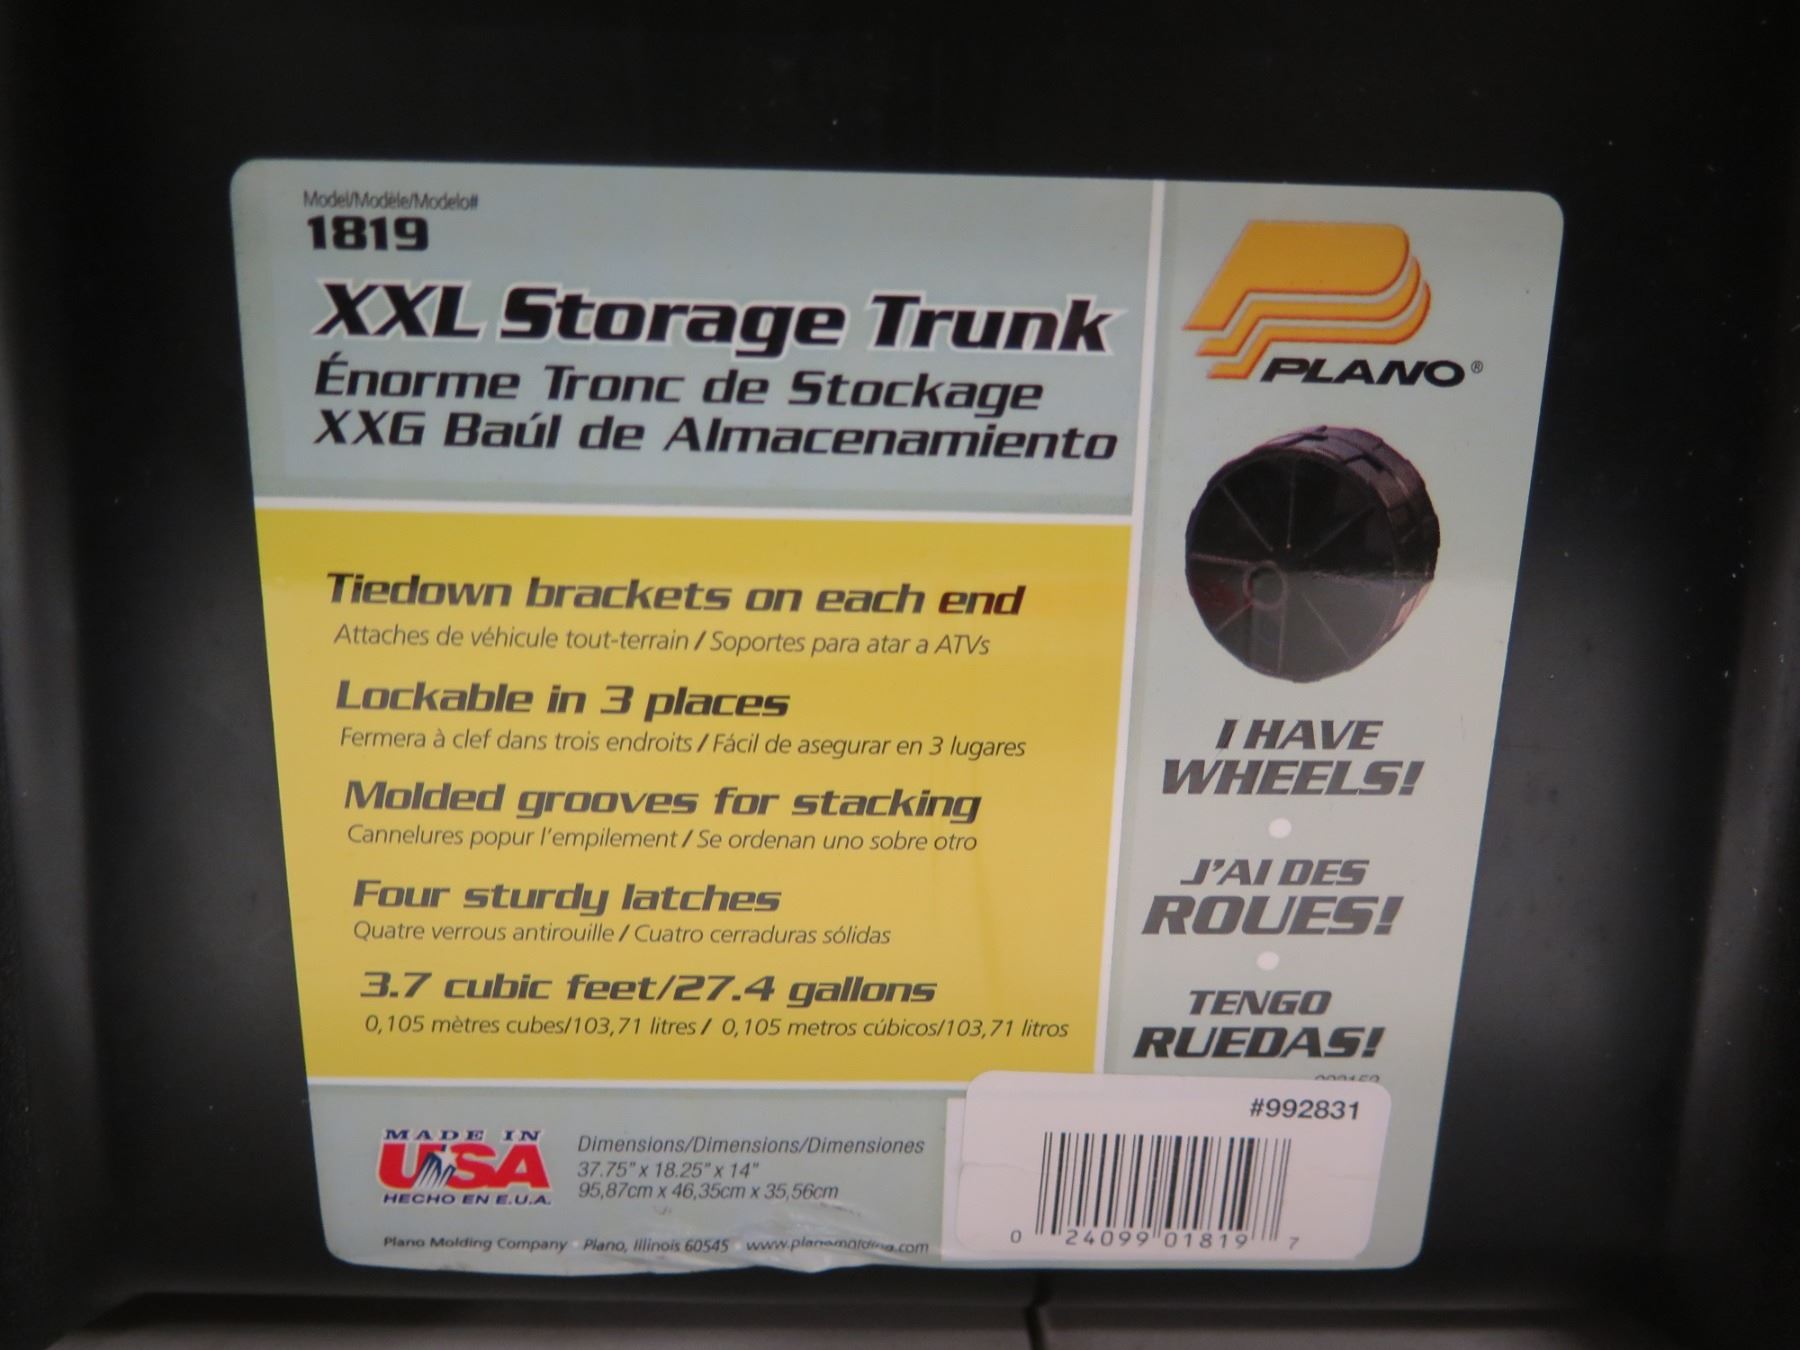 Model/Modèle/Modelo#
1819
XXL Storage Trunk
Énorme Tronc de Stockage
XXG Baúl de Almacenamiento
Tiedown brackets on each end
Attaches de véhicule tout-terrain / Soportes para atar a ATVs
Lockable in 3 places
Fermera à clef dans trois endroits / Fácil de asegurar en 3 lugares
Molded grooves for stacking
Cannelures popur l'empilement / Se ordenan uno sobre otro
Four sturdy latches
Quatre verrous antirouille / Cuatro cerraduras sólidas
3.7 cubic feet/27.4 gallons
0,105 mètres cubes/103,71 litres / 0,105 metros cúbicos/103,71 litros
PLANO®
I HAVE
WHEELS!
J'AI DES
ROUES!
TENGO
RUEDAS!
MADE IN
USA
HECHO EN E.U.A.
Dimensions/Dimensions/Dimensiones
37.75" x 18.25" x 14"
95,87cm x 46,35cm x 35,56cm
Plano Molding Company Plano, Illinois 60545 www.planomolding.com
#992831
0 24099 01819 7